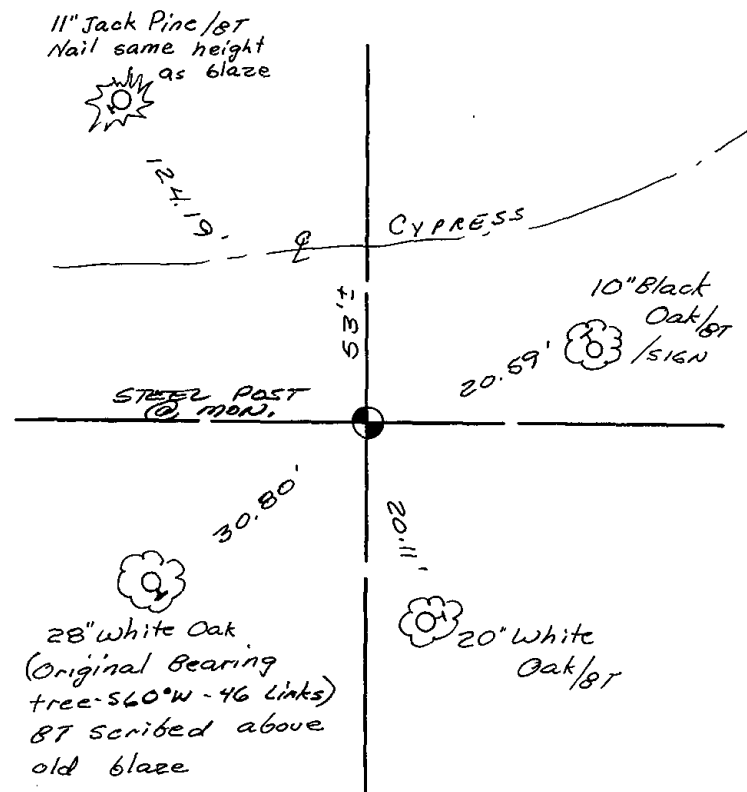 11" Jack Pine/BT
Nail same height
as blaze
124.19'
℄
CYPRESS
53'±
10" Black
Oak/BT
/SIGN
20.59'
STEEL POST
@ MON.
30.80'
20.11'
28" White Oak
(Original Bearing
tree-S60°W-46 Links)
BT scribed above
old blaze
20" White
Oak/BT